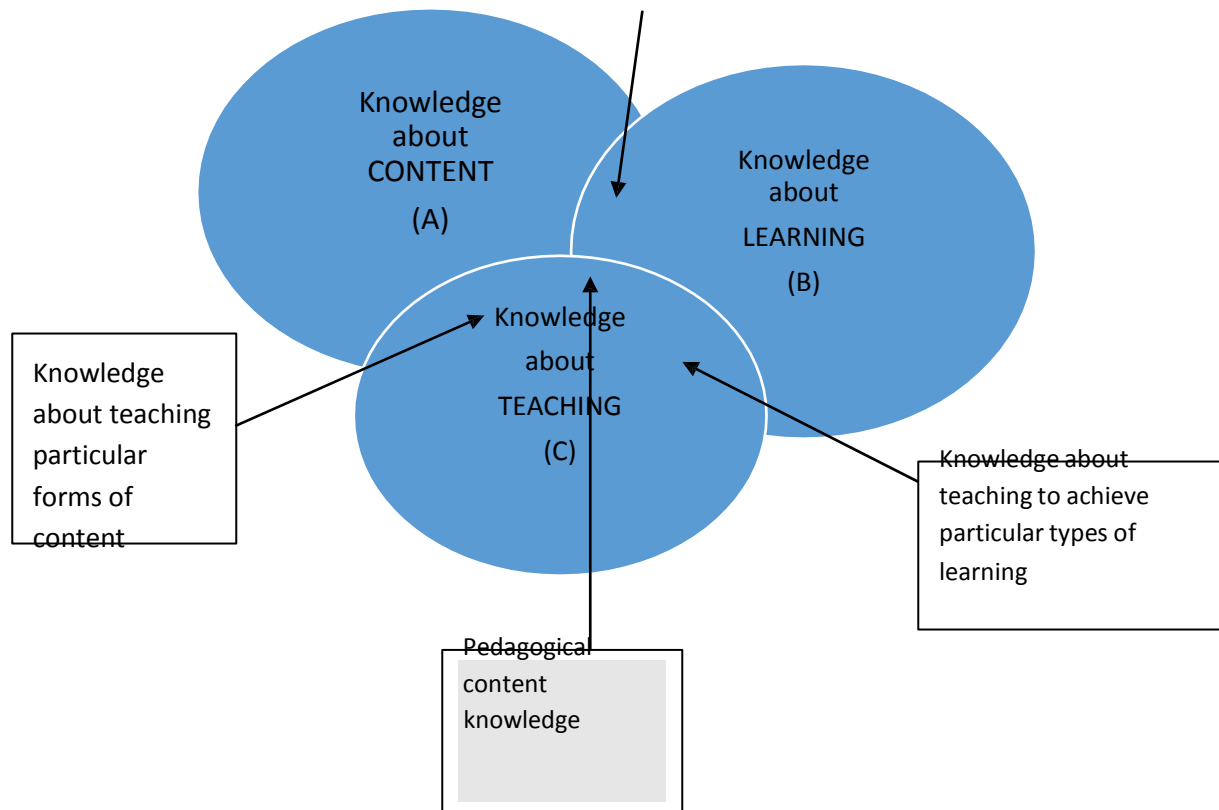 Knowledge
about
CONTENT
(A)
Knowledge
about
LEARNING
(B)
Knowledge
about
TEACHING
(C)
Knowledge
about teaching
particular
forms of
content
Knowledge about
teaching to achieve
particular types of
learning
Pedagogical
content
knowledge